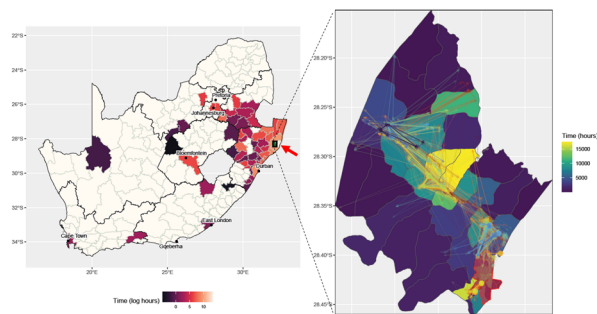 22°S
24°S
26°S
28°S
30°S
32°S
34°S
20°E
25°E
30°E
Pretoria
Johannesburg
Bloemfontein
Durban
East London
Cape Town
Gqeberha
Time (log hours)
0
5
10
28.20°S
28.25°S
28.30°S
28.35°S
28.40°S
28.45°S
Time (hours)
15000
10000
5000